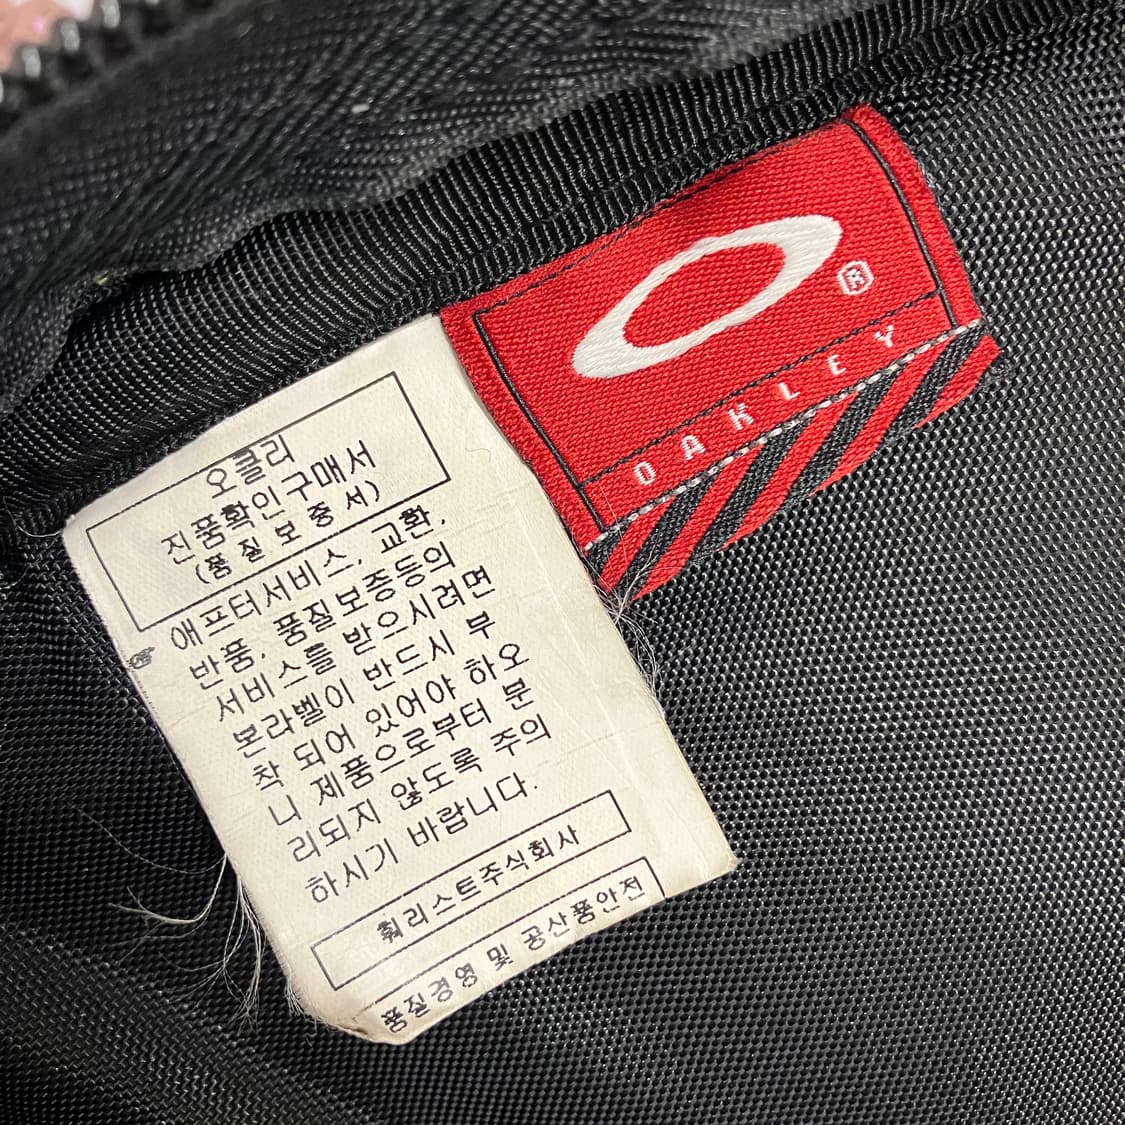 오클리
진품확인구매서
(품질보증서)
애프터서비스, 교환,
반품, 품질보증등의
서비스를 받으시려면
본라벨이 반드시 부
착 되어 있어야 하오
니 제품으로부터 분
리되지 않도록 주의
하시기 바랍니다.
훠리스트주식회사
품질경영 및 공산품안전
®
OAKLEY